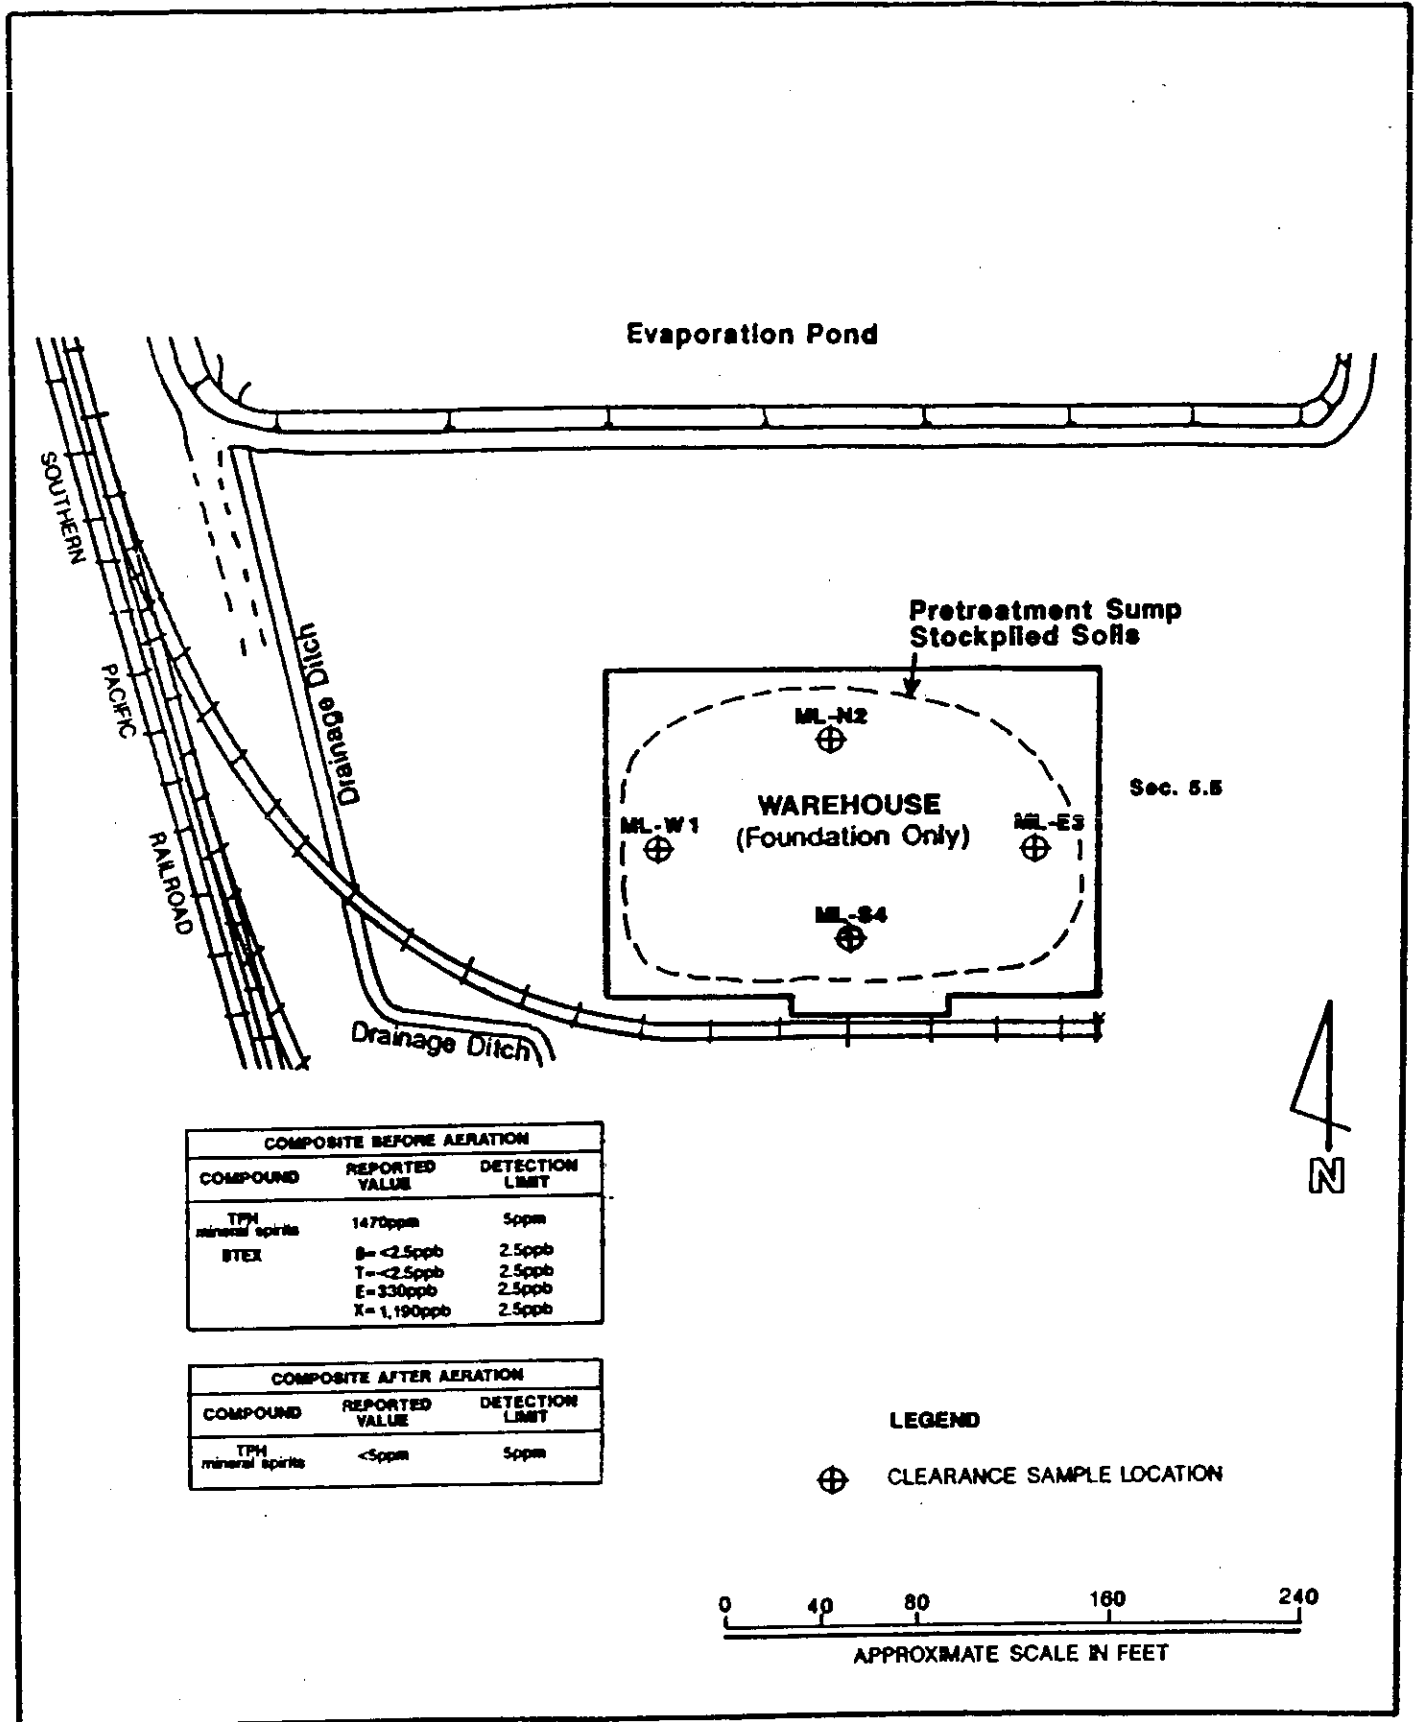 Evaporation Pond
SOUTHERN
PACIFIC
RAILROAD
Drainage Ditch
Drainage Ditch
Pretreatment Sump
Stockpiled Soils
ML-N2
WAREHOUSE
(Foundation Only)
ML-W1
ML-E3
ML-S4
Sec. 5.5
N
COMPOSITE BEFORE AERATION
COMPOUND REPORTED VALUE DETECTION LIMIT
TPH mineral spirits 1470ppm 5ppm
BTEX B= <2.5ppb 2.5ppb
T=<2.5ppb 2.5ppb
E=330ppb 2.5ppb
X= 1,190ppb 2.5ppb
COMPOSITE AFTER AERATION
COMPOUND REPORTED VALUE DETECTION LIMIT
TPH mineral spirits <5ppm 5ppm
LEGEND
CLEARANCE SAMPLE LOCATION
0 40 80 160 240
APPROXIMATE SCALE IN FEET